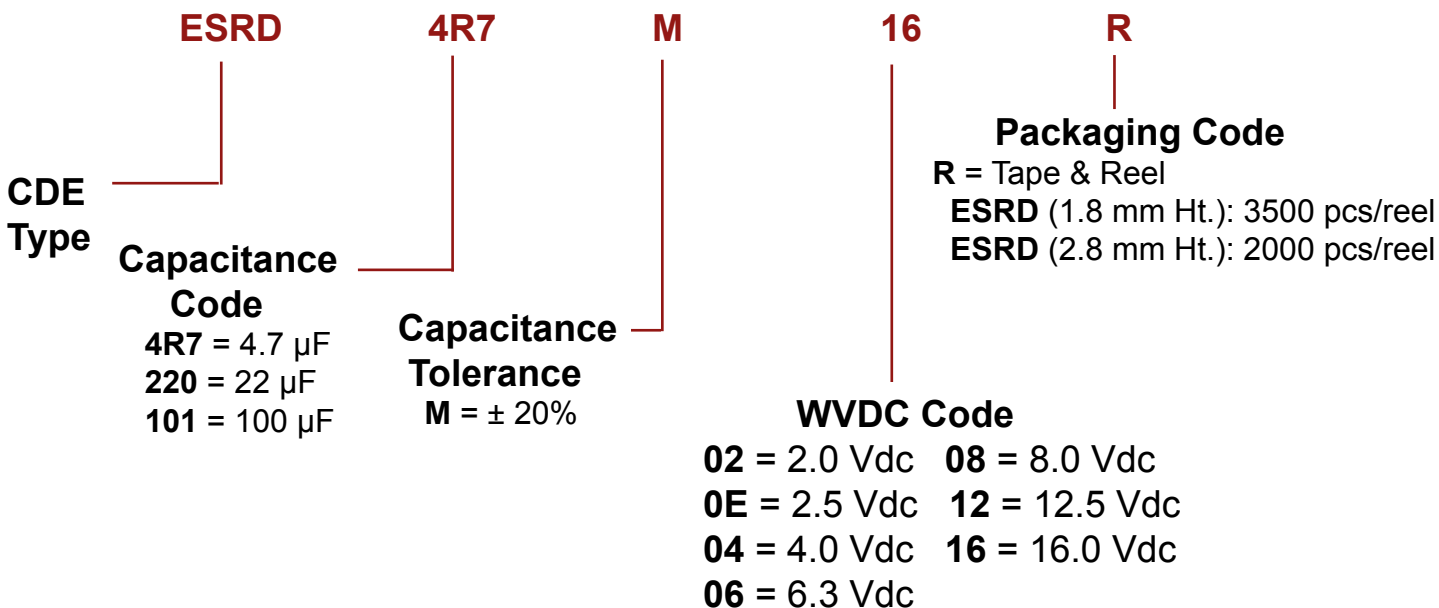 ESRD 4R7 M 16 R
CDE
Type
Capacitance
Code
4R7 = 4.7 µF
220 = 22 µF
101 = 100 µF
Capacitance
Tolerance
M = ± 20%
WVDC Code
02 = 2.0 Vdc 08 = 8.0 Vdc
0E = 2.5 Vdc 12 = 12.5 Vdc
04 = 4.0 Vdc 16 = 16.0 Vdc
06 = 6.3 Vdc
Packaging Code
R = Tape & Reel
ESRD (1.8 mm Ht.): 3500 pcs/reel
ESRD (2.8 mm Ht.): 2000 pcs/reel